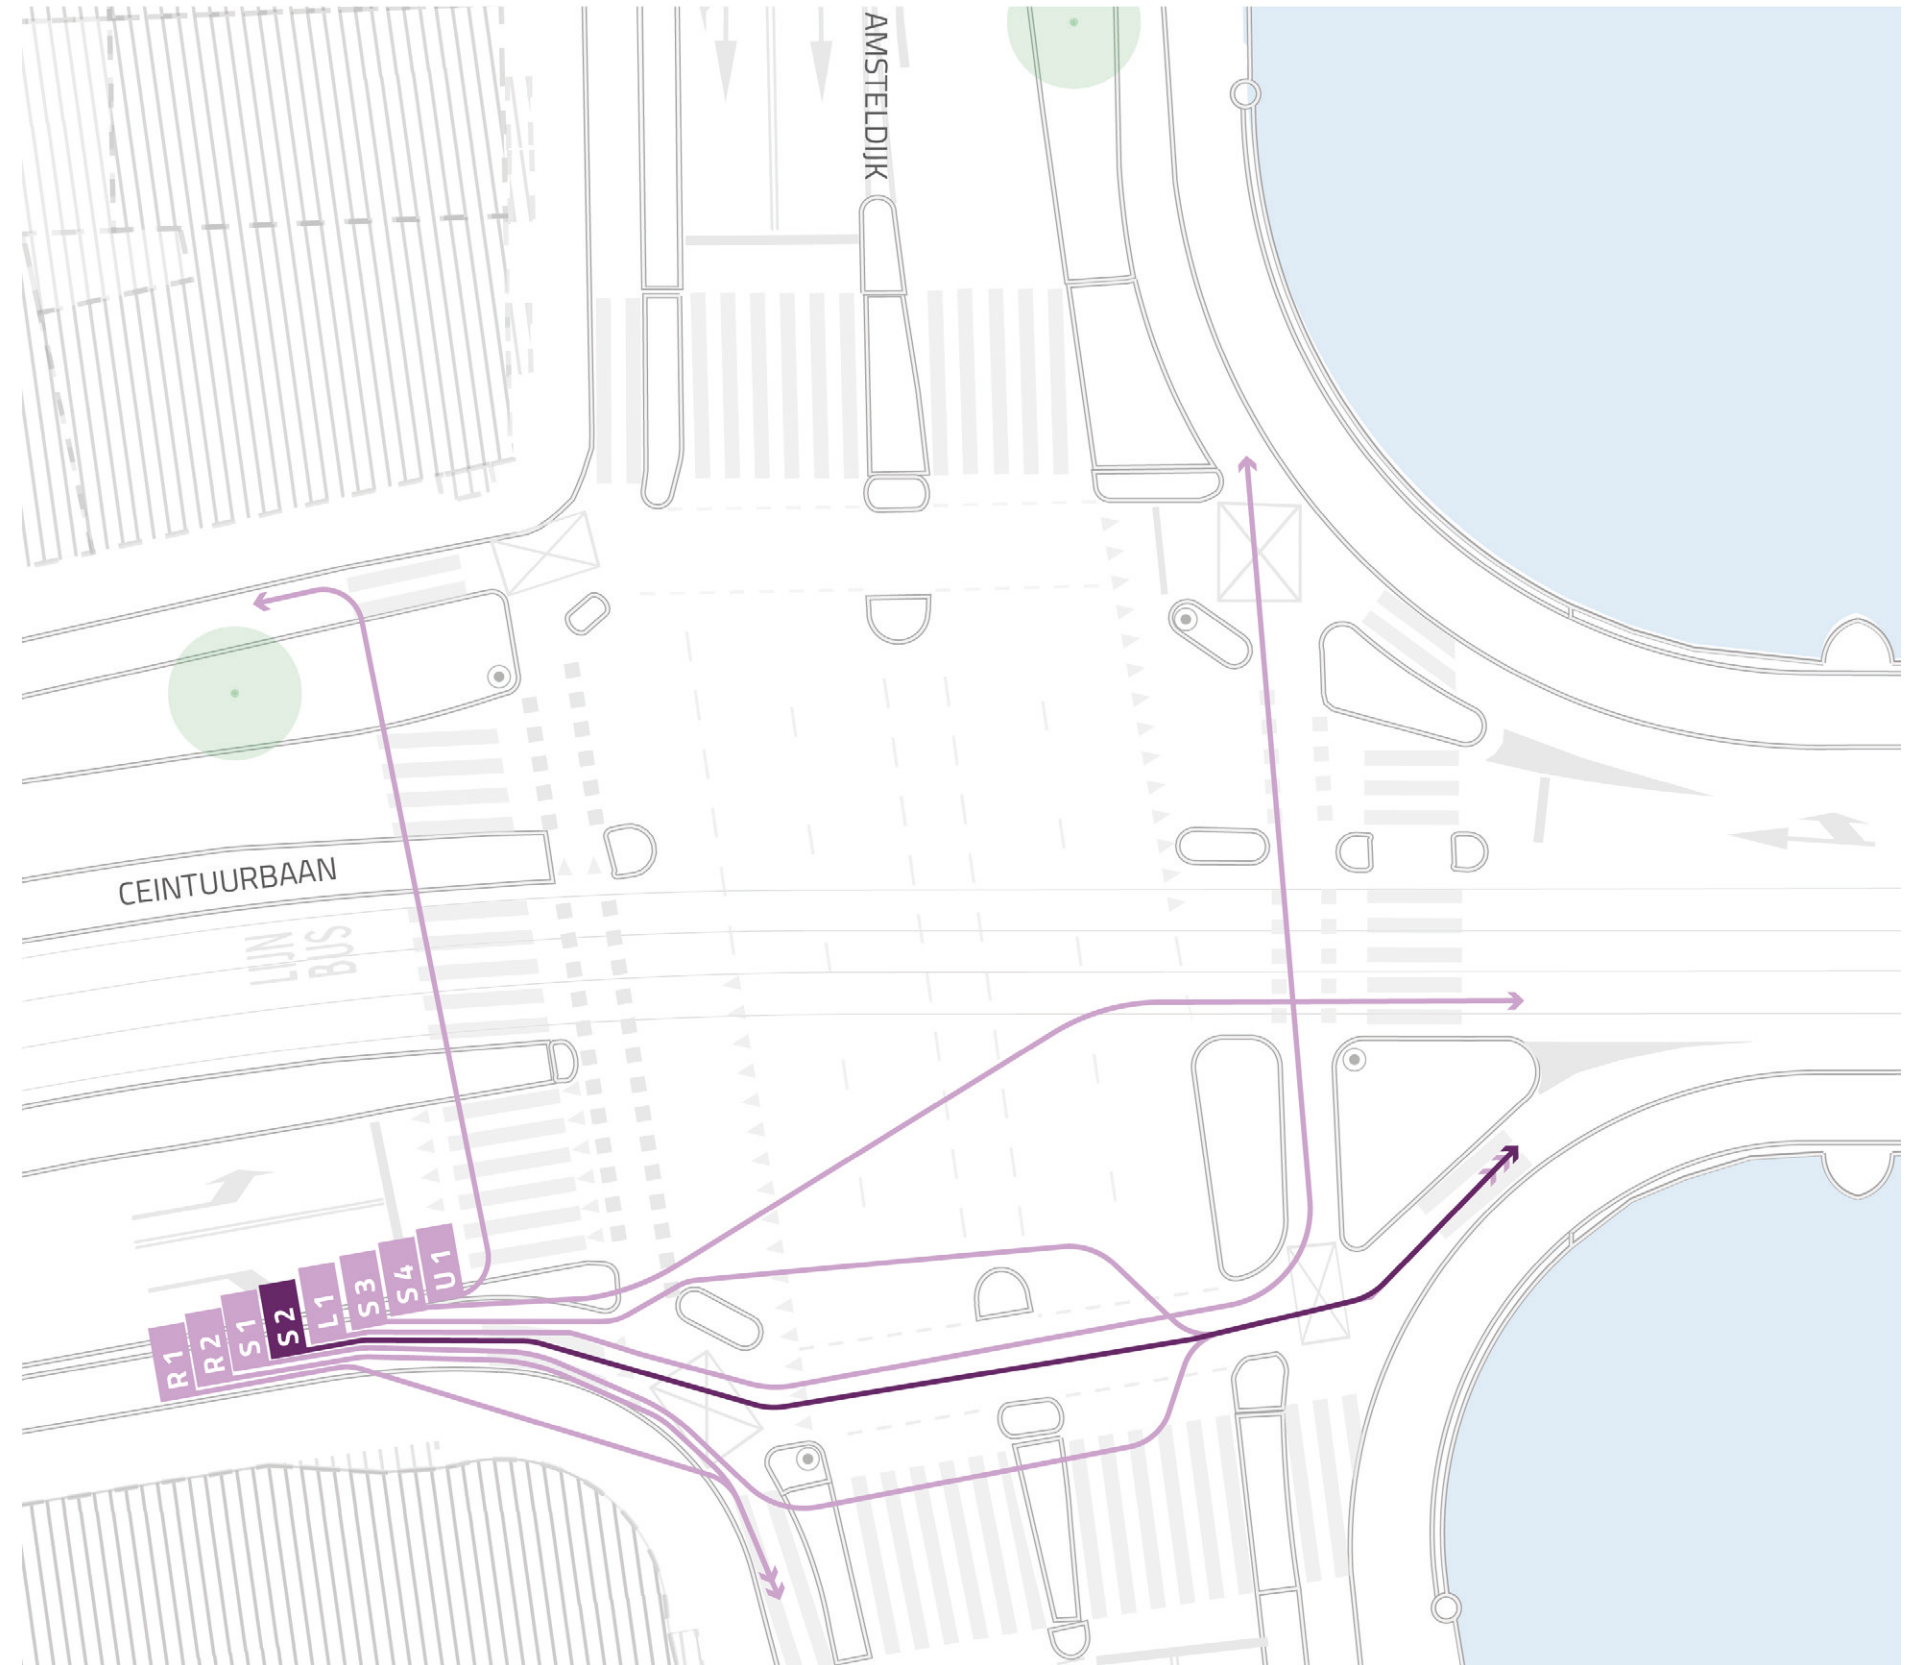 AMSTELDIJK
CEINTUURBAAN
LIJN
BUS
R1
R2
S1
S2
L1
S3
S4
U1